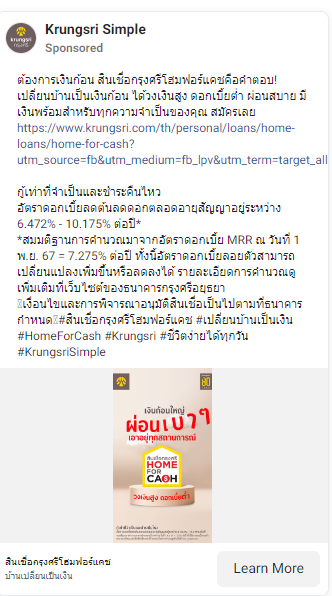 Krungsri Simple
Sponsored
krungsri
กรุงศรี
ต้องการเงินก้อน สินเชื่อกรุงศรีโฮมฟอร์แคชคือคำตอบ!
เปลี่ยนบ้านเป็นเงินก้อน ได้วงเงินสูง ดอกเบี้ยต่ำ ผ่อนสบาย มี
เงินพร้อมสำหรับทุกความจำเป็นของคุณ สมัครเลย
https://www.krungsri.com/th/personal/loans/home-
loans/home-for-cash?
utm_source=fb&utm_medium=fb_lpv&utm_term=target_all
กู้เท่าที่จำเป็นและชำระคืนไหว
อัตราดอกเบี้ยลดต้นลดดอกตลอดอายุสัญญาอยู่ระหว่าง
6.472% - 10.175% ต่อปี*
*สมมติฐานการคำนวณมาจากอัตราดอกเบี้ย MRR ณ วันที่ 1
พ.ย. 67 = 7.275% ต่อปี ทั้งนี้อัตราดอกเบี้ยลอยตัวสามารถ
เปลี่ยนแปลงเพิ่มขึ้นหรือลดลงได้ รายละเอียดการคำนวณดู
เพิ่มเติมที่เว็บไซต์ของธนาคารกรุงศรีอยุธยา
เงื่อนไขและการพิจารณาอนุมัติสินเชื่อเป็นไปตามที่ธนาคาร
กำหนด #สินเชื่อกรุงศรีโฮมฟอร์แคช #เปลี่ยนบ้านเป็นเงิน
#HomeForCash #Krungsri #ชีวิตง่ายได้ทุกวัน
#KrungsriSimple
เงินก้อนใหญ่
ผ่อนเบาๆ
เอาอยู่ทุกสถานการณ์
สินเชื่อกรุงศรี
HOME
FOR
CASH
วงเงินสูง ดอกเบี้ยต่ำ
สินเชื่อกรุงศรีโฮมฟอร์แคช
บ้านเปลี่ยนเป็นเงิน
Learn More